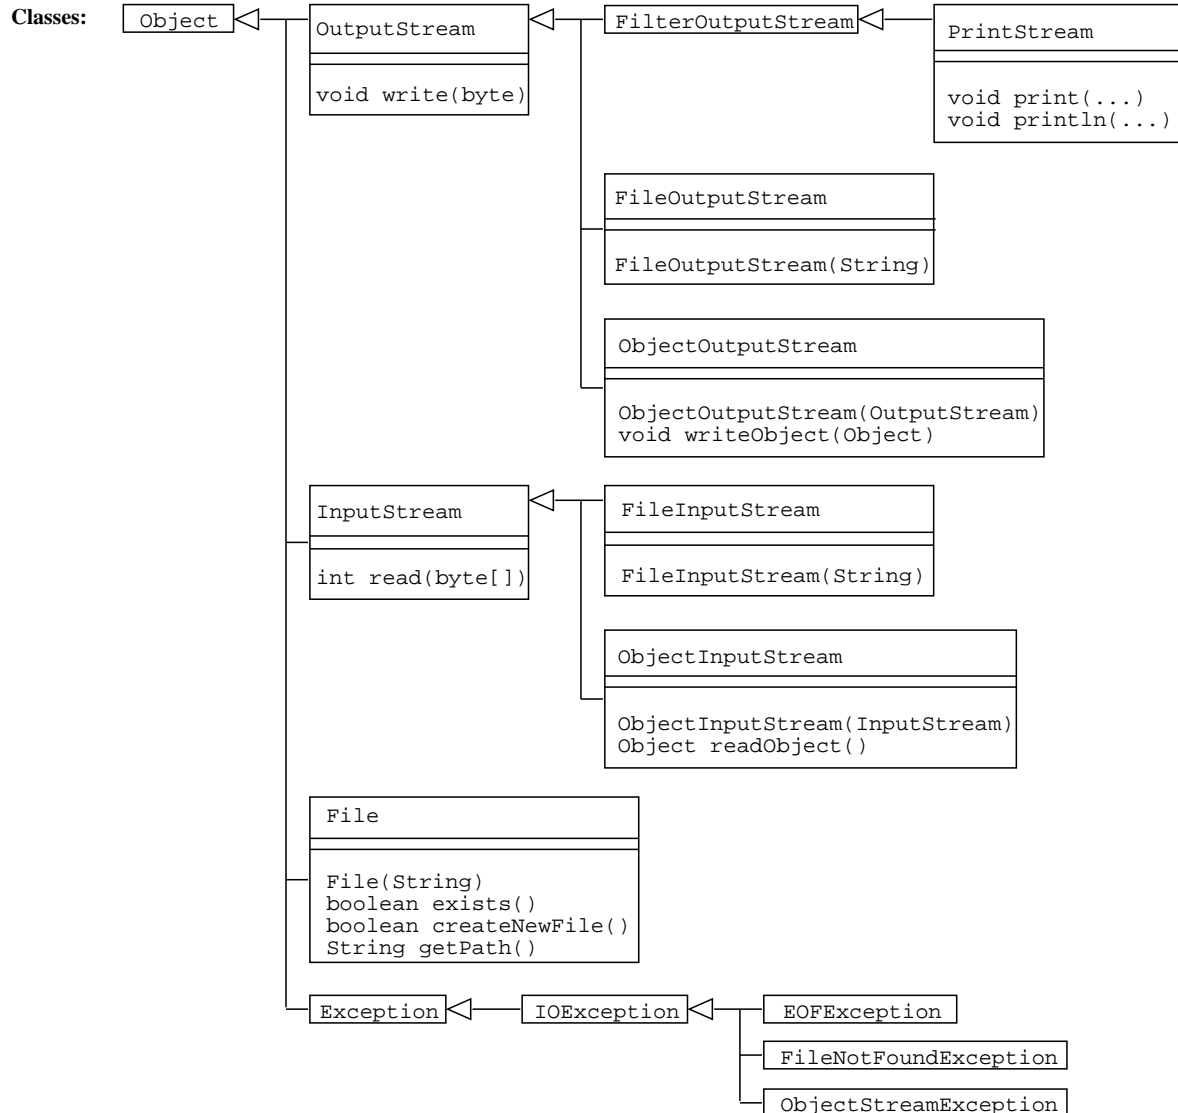 Classes:
Object
OutputStream
void write(byte)
FilterOutputStream
PrintStream
void print(...)
void println(...)
FileOutputStream
FileOutputStream(String)
ObjectOutputStream
ObjectOutputStream(OutputStream)
void writeObject(Object)
InputStream
int read(byte[])
FileInputStream
FileInputStream(String)
ObjectInputStream
ObjectInputStream(InputStream)
Object readObject()
File
File(String)
boolean exists()
boolean createNewFile()
String getPath()
Exception
IOException
EOFException
FileNotFoundException
ObjectStreamException